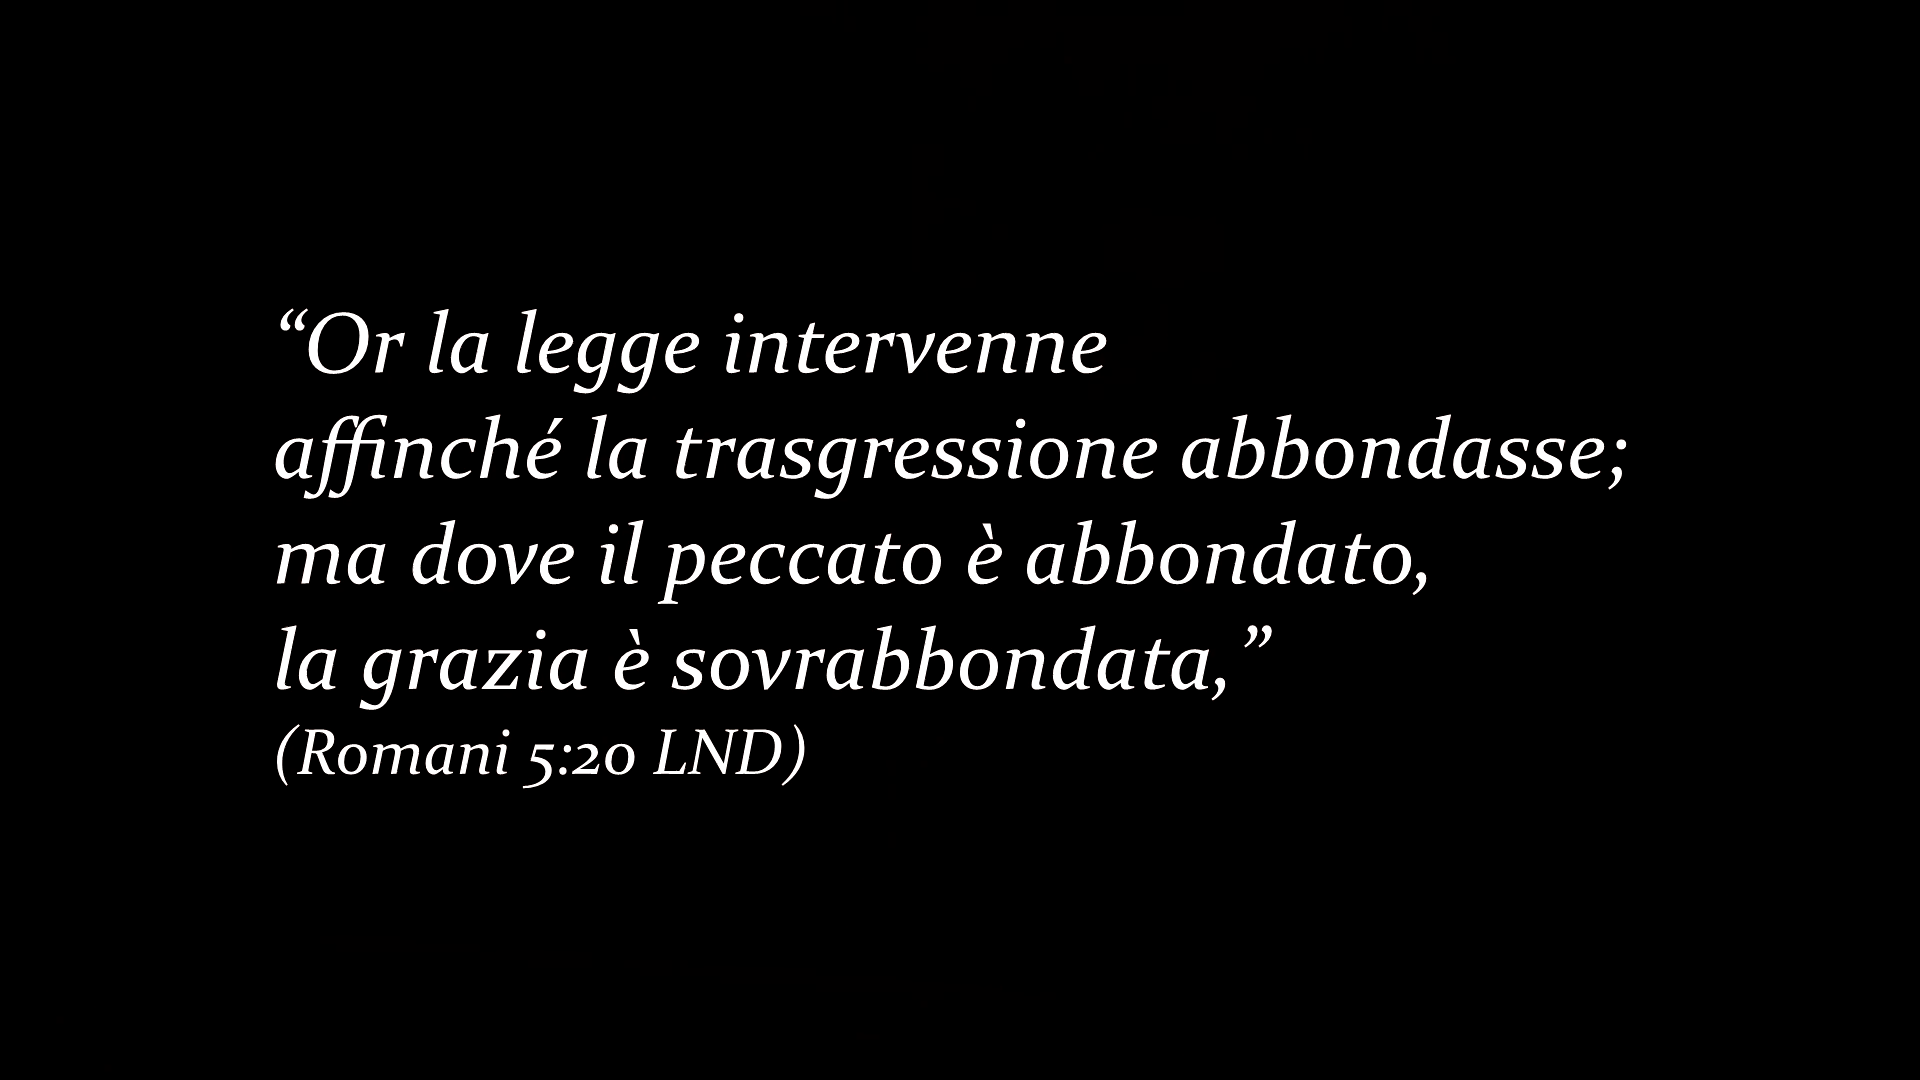 “Or la legge intervenne
affinché la trasgressione abbondasse;
ma dove il peccato è abbondato,
la grazia è sovrabbondata,”
(Romani 5:20 LND)